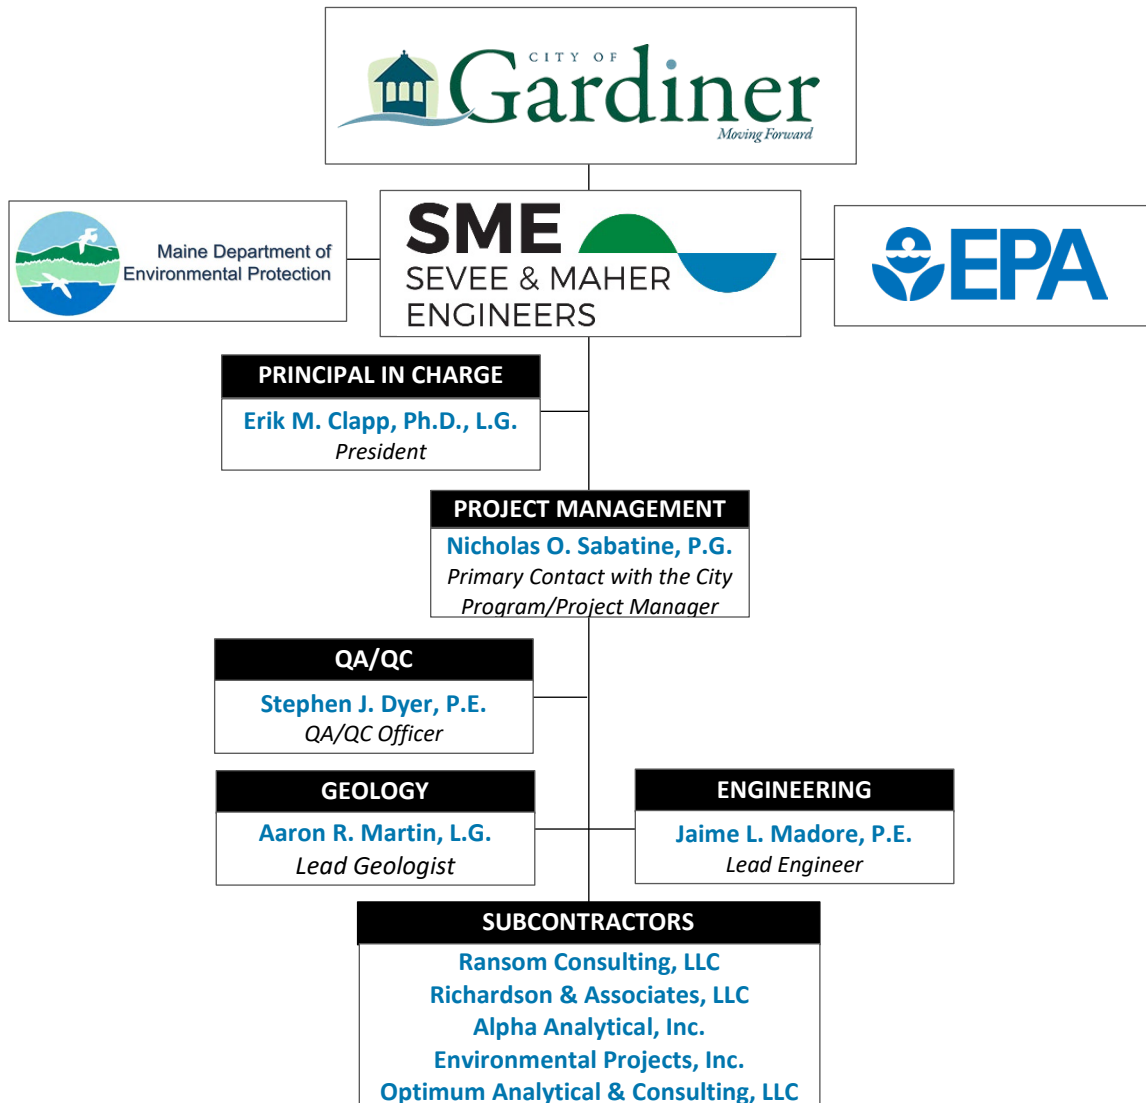 CITY OF
Gardiner
Moving Forward
Maine Department of
Environmental Protection
SME
SEVEE & MAHER
ENGINEERS
EPA
PRINCIPAL IN CHARGE
Erik M. Clapp, Ph.D., L.G.
President
PROJECT MANAGEMENT
Nicholas O. Sabatine, P.G.
Primary Contact with the City
Program/Project Manager
QA/QC
Stephen J. Dyer, P.E.
QA/QC Officer
GEOLOGY
Aaron R. Martin, L.G.
Lead Geologist
ENGINEERING
Jaime L. Madore, P.E.
Lead Engineer
SUBCONTRACTORS
Ransom Consulting, LLC
Richardson & Associates, LLC
Alpha Analytical, Inc.
Environmental Projects, Inc.
Optimum Analytical & Consulting, LLC